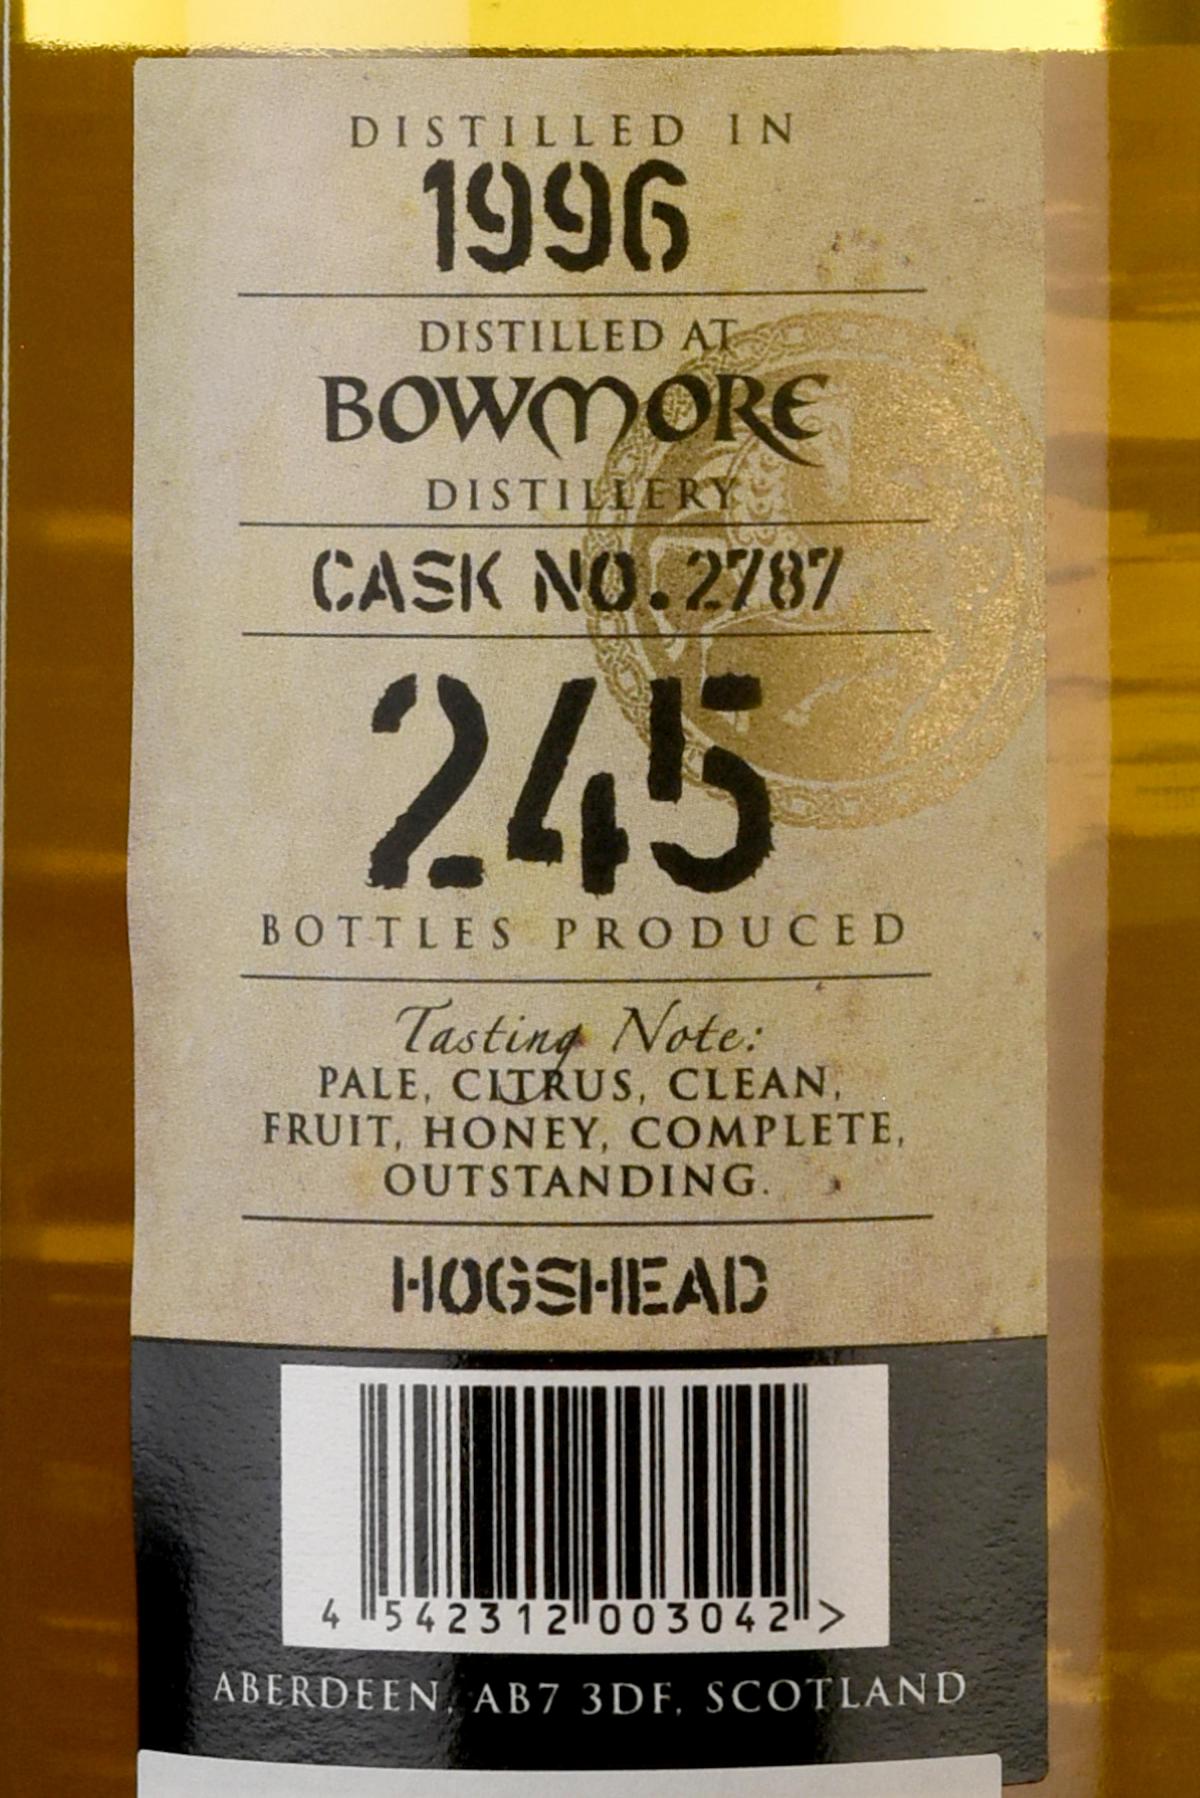 DISTILLED IN
1996
DISTILLED AT
BOWMORE
DISTILLERY
CASK NO. 2787
245
BOTTLES PRODUCED
Tasting Note:
PALE, CITRUS, CLEAN,
FRUIT, HONEY, COMPLETE,
OUTSTANDING.
HOGSHEAD
4 542312 003042 >
ABERDEEN, AB7 3DF, SCOTLAND